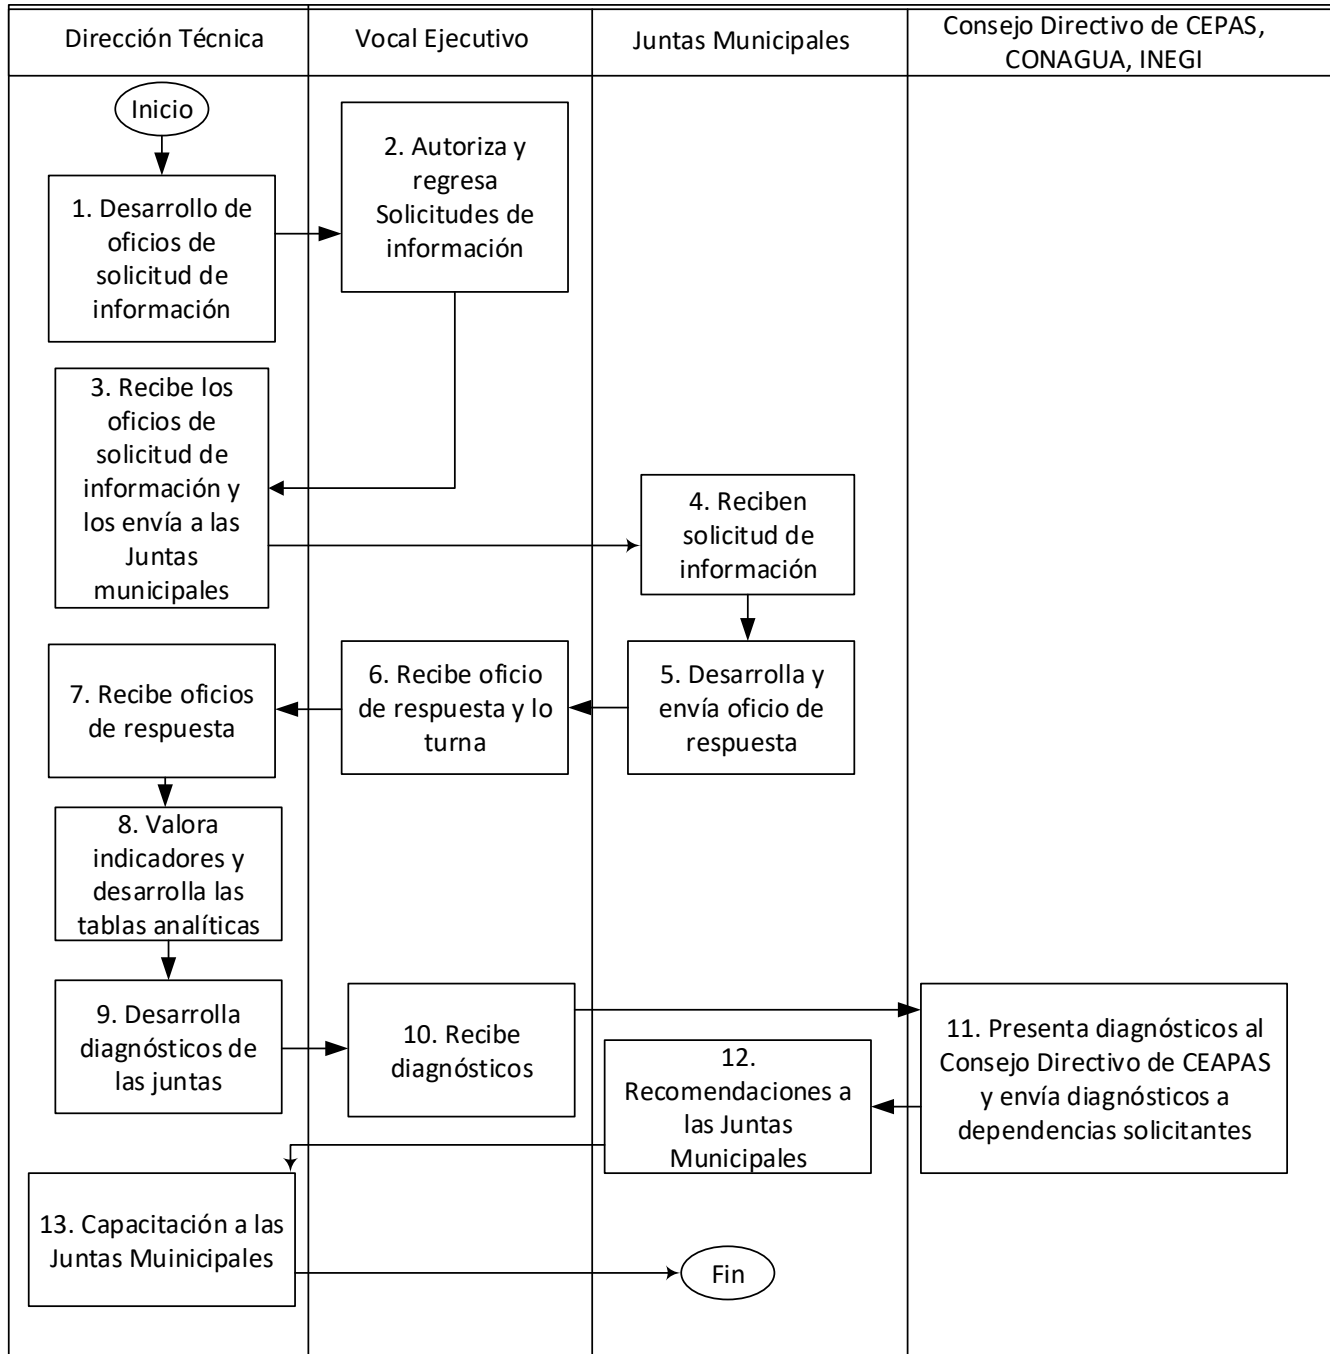 Dirección Técnica
Vocal Ejecutivo
Juntas Municipales
Consejo Directivo de CEPAS,
CONAGUA, INEGI
Inicio
1. Desarrollo de
oficios de
solicitud de
información
2. Autoriza y
regresa
Solicitudes de
información
3. Recibe los
oficios de
solicitud de
información y
los envía a las
Juntas
municipales
4. Reciben
solicitud de
información
5. Desarrolla y
envía oficio de
respuesta
6. Recibe oficio
de respuesta y lo
turna
7. Recibe oficios
de respuesta
8. Valora
indicadores y
desarrolla las
tablas analíticas
9. Desarrolla
diagnósticos de
las juntas
10. Recibe
diagnósticos
11. Presenta diagnósticos al
Consejo Directivo de CEAPAS
y envía diagnósticos a
dependencias solicitantes
12.
Recomendaciones a
las Juntas
Municipales
13. Capacitación a las
Juntas Muinicipales
Fin